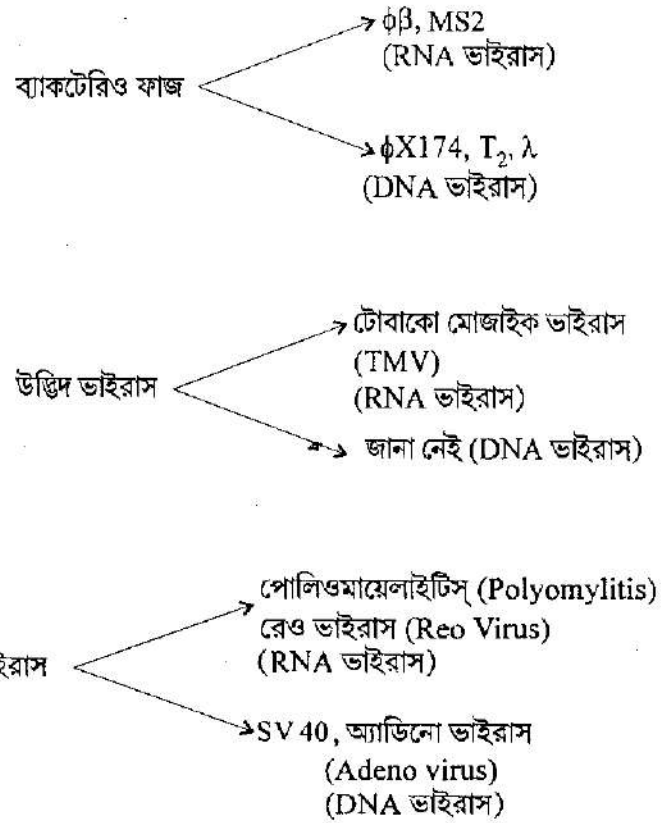 ϕβ, MS2
(RNA ভাইরাস)
ব্যাকটেরিও ফাজ
ϕX174, T₂, λ
(DNA ভাইরাস)
টোবাকো মোজাইক ভাইরাস
(TMV)
(RNA ভাইরাস)
উদ্ভিদ ভাইরাস
জানা নেই (DNA ভাইরাস)
পোলিওমায়েলাইটিস্ (Polyomylitis)
রেও ভাইরাস (Reo Virus)
(RNA ভাইরাস)
SV 40, অ্যাডিনো ভাইরাস
(Adeno virus)
(DNA ভাইরাস)